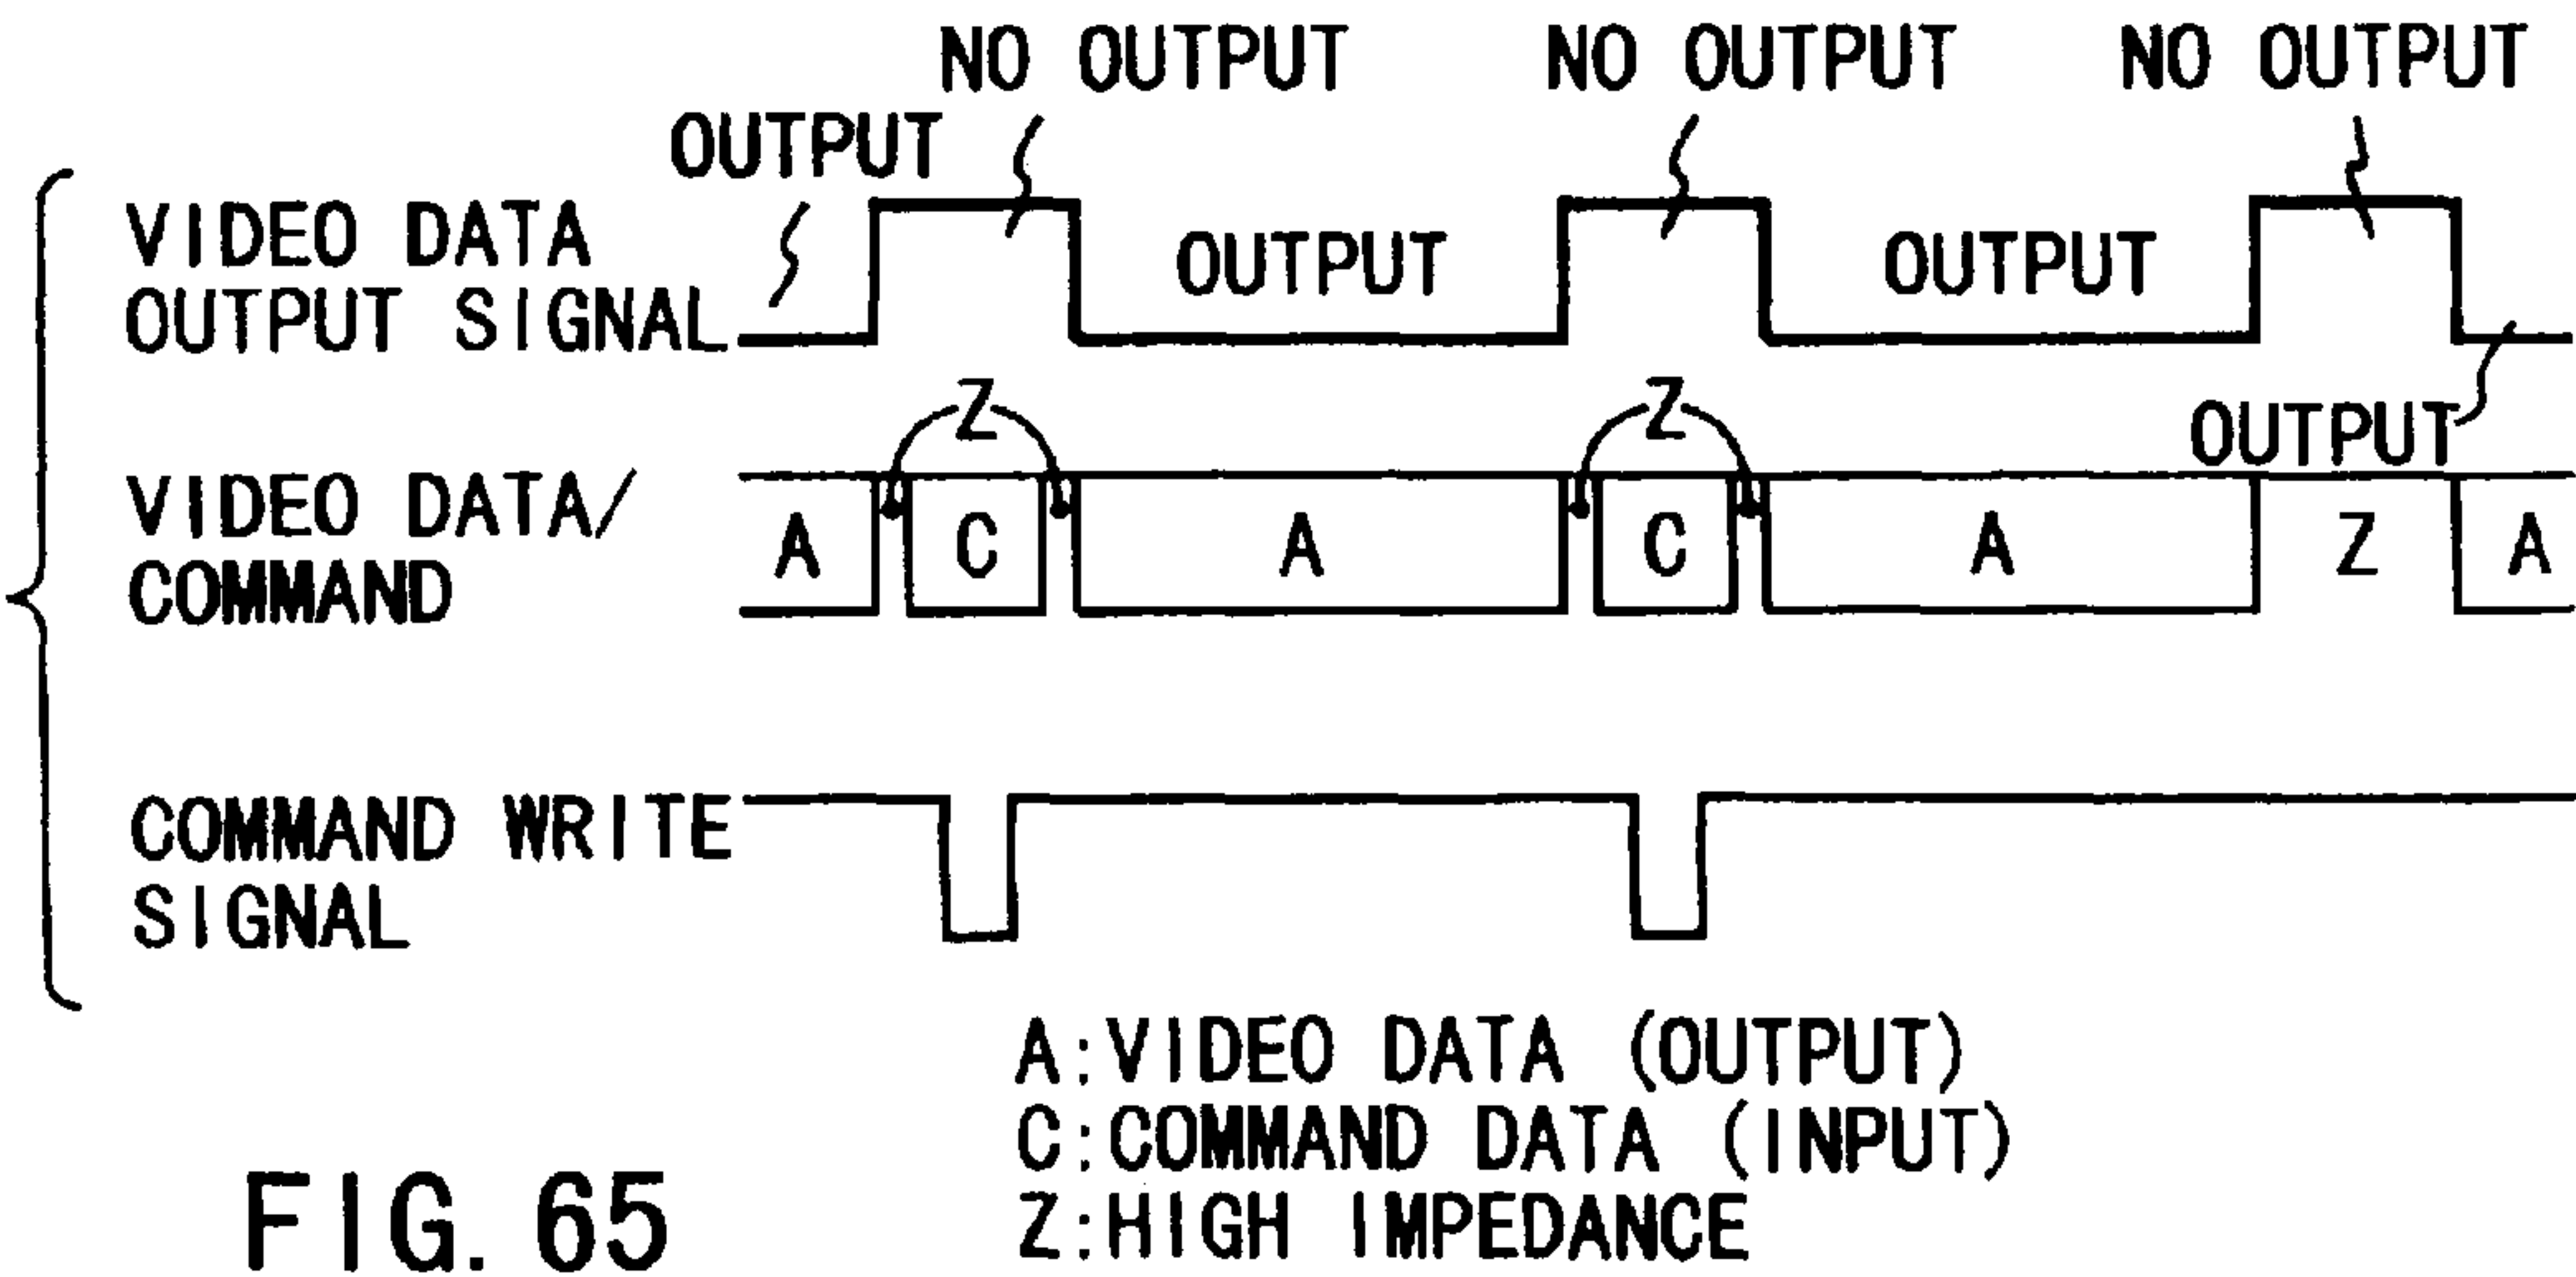 NO OUTPUT NO OUTPUT NO OUTPUT
OUTPUT
VIDEO DATA
OUTPUT SIGNAL
OUTPUT OUTPUT
OUTPUT
Z Z
VIDEO DATA/
COMMAND
A C A C A Z A
COMMAND WRITE
SIGNAL
A:VIDEO DATA (OUTPUT)
C:COMMAND DATA (INPUT)
Z:HIGH IMPEDANCE
FIG. 65